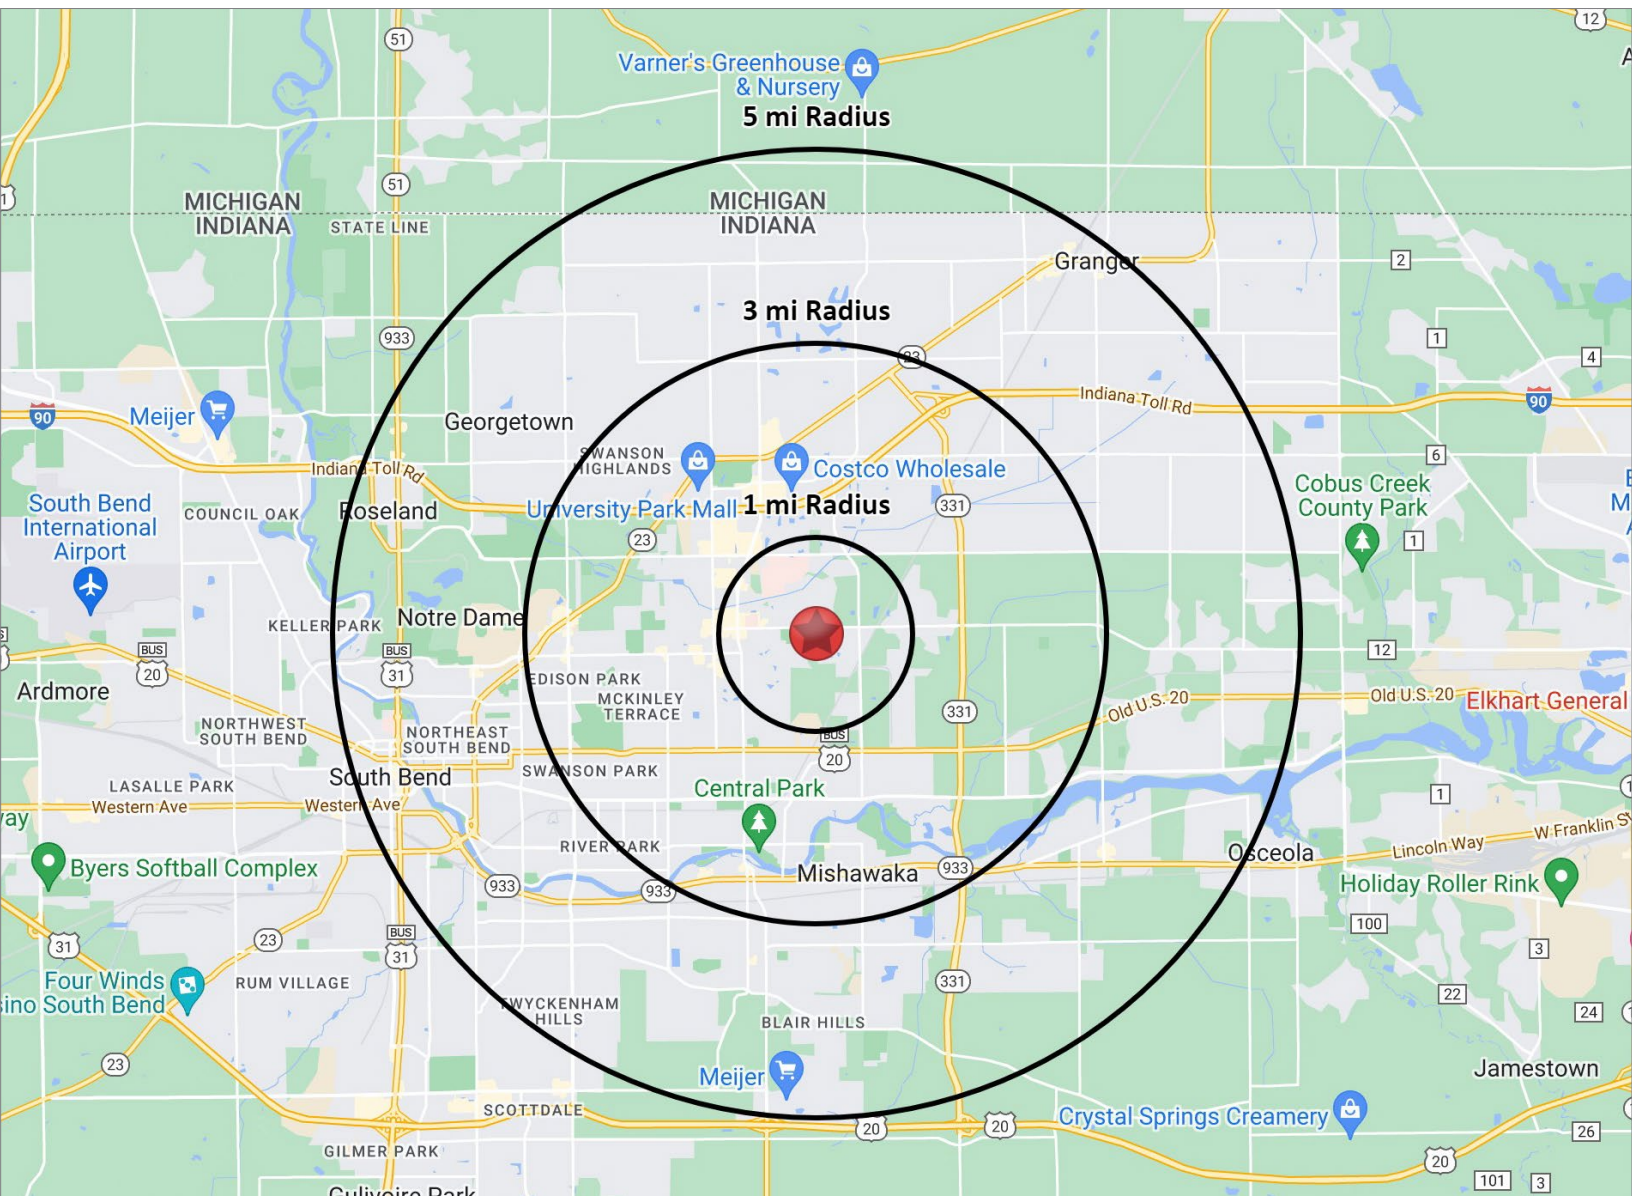 12
51
Varner's Greenhouse
& Nursery
5 mi Radius
51
1
MICHIGAN
INDIANA
MICHIGAN
INDIANA
STATE LINE
Granger
2
3 mi Radius
933
1
23
4
90
Meijer
Georgetown
Indiana Toll Rd
90
SWANSON
HIGHLANDS
Indiana Toll Rd
Costco Wholesale
6
South Bend
International
Airport
COUNCIL OAK
Roseland
University Park Mall
1 mi Radius
331
Cobus Creek
County Park
23
1
KELLER PARK
Notre Dame
BUS
20
BUS
31
12
Ardmore
EDISON PARK
MCKINLEY
TERRACE
331
Old U.S. 20
Old U.S. 20
Elkhart General
NORTHWEST
SOUTH BEND
NORTHEAST
SOUTH BEND
BUS
20
South Bend
SWANSON PARK
LASALLE PARK
Western Ave
Western Ave
Central Park
1
RIVER PARK
W Franklin
Lincoln Way
Osceola
Byers Softball Complex
933
933
Mishawaka
933
Holiday Roller Rink
100
31
23
BUS
31
3
Four Winds
sino South Bend
RUM VILLAGE
331
22
TWYCKENHAM
HILLS
BLAIR HILLS
24
23
Meijer
Jamestown
SCOTTDALE
20
20
Crystal Springs Creamery
26
GILMER PARK
20
101
3
Gulivoire Park